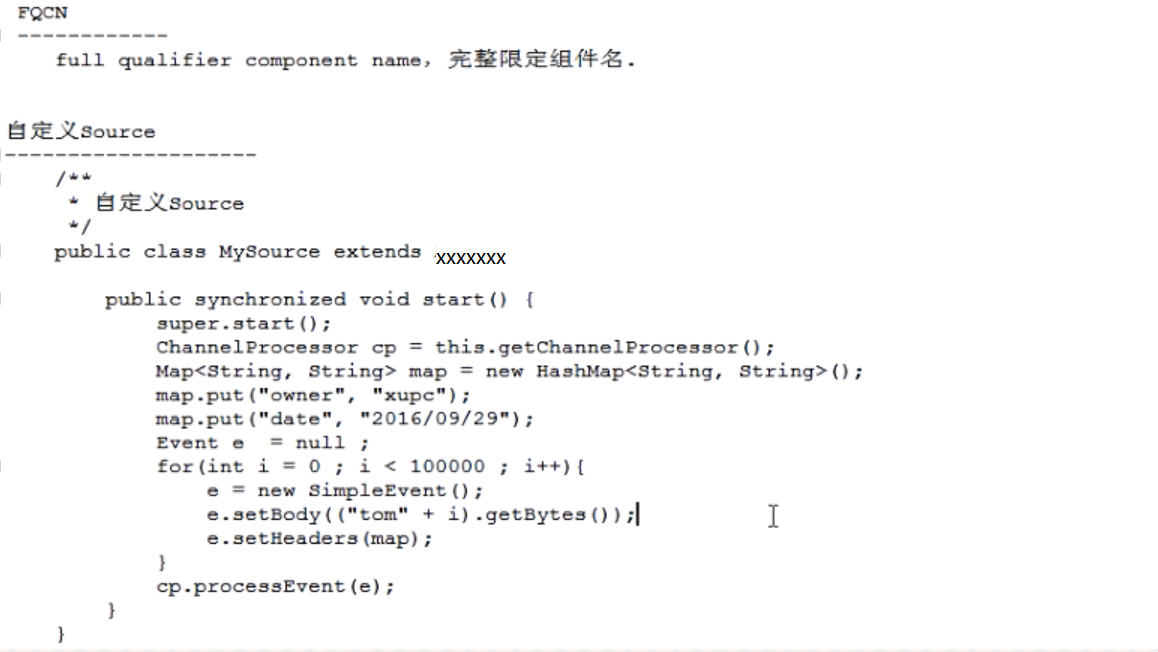 FQCN
------------
full qualifier component name, 完整限定组件名.
自定义Source
--------------------
/**
* 自定义Source
*/
public class MySource extends xxxxxxx
public synchronized void start() {
super.start();
ChannelProcessor cp = this.getChannelProcessor();
Map<String, String> map = new HashMap<String, String>();
map.put("owner", "xupc");
map.put("date", "2016/09/29");
Event e  = null ;
for(int i = 0 ; i < 100000 ; i++){
e = new SimpleEvent();
e.setBody(("tom" + i).getBytes());
e.setHeaders(map);
}
cp.processEvent(e);
}
}